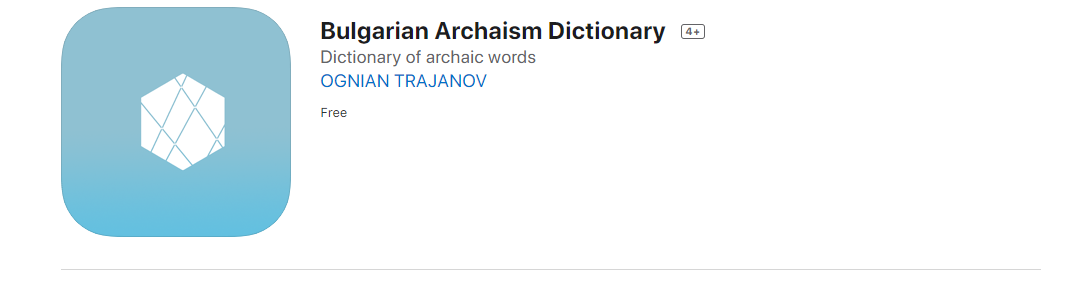 Bulgarian Archaism Dictionary 4+
Dictionary of archaic words
OGNIAN TRAJANOV
Free